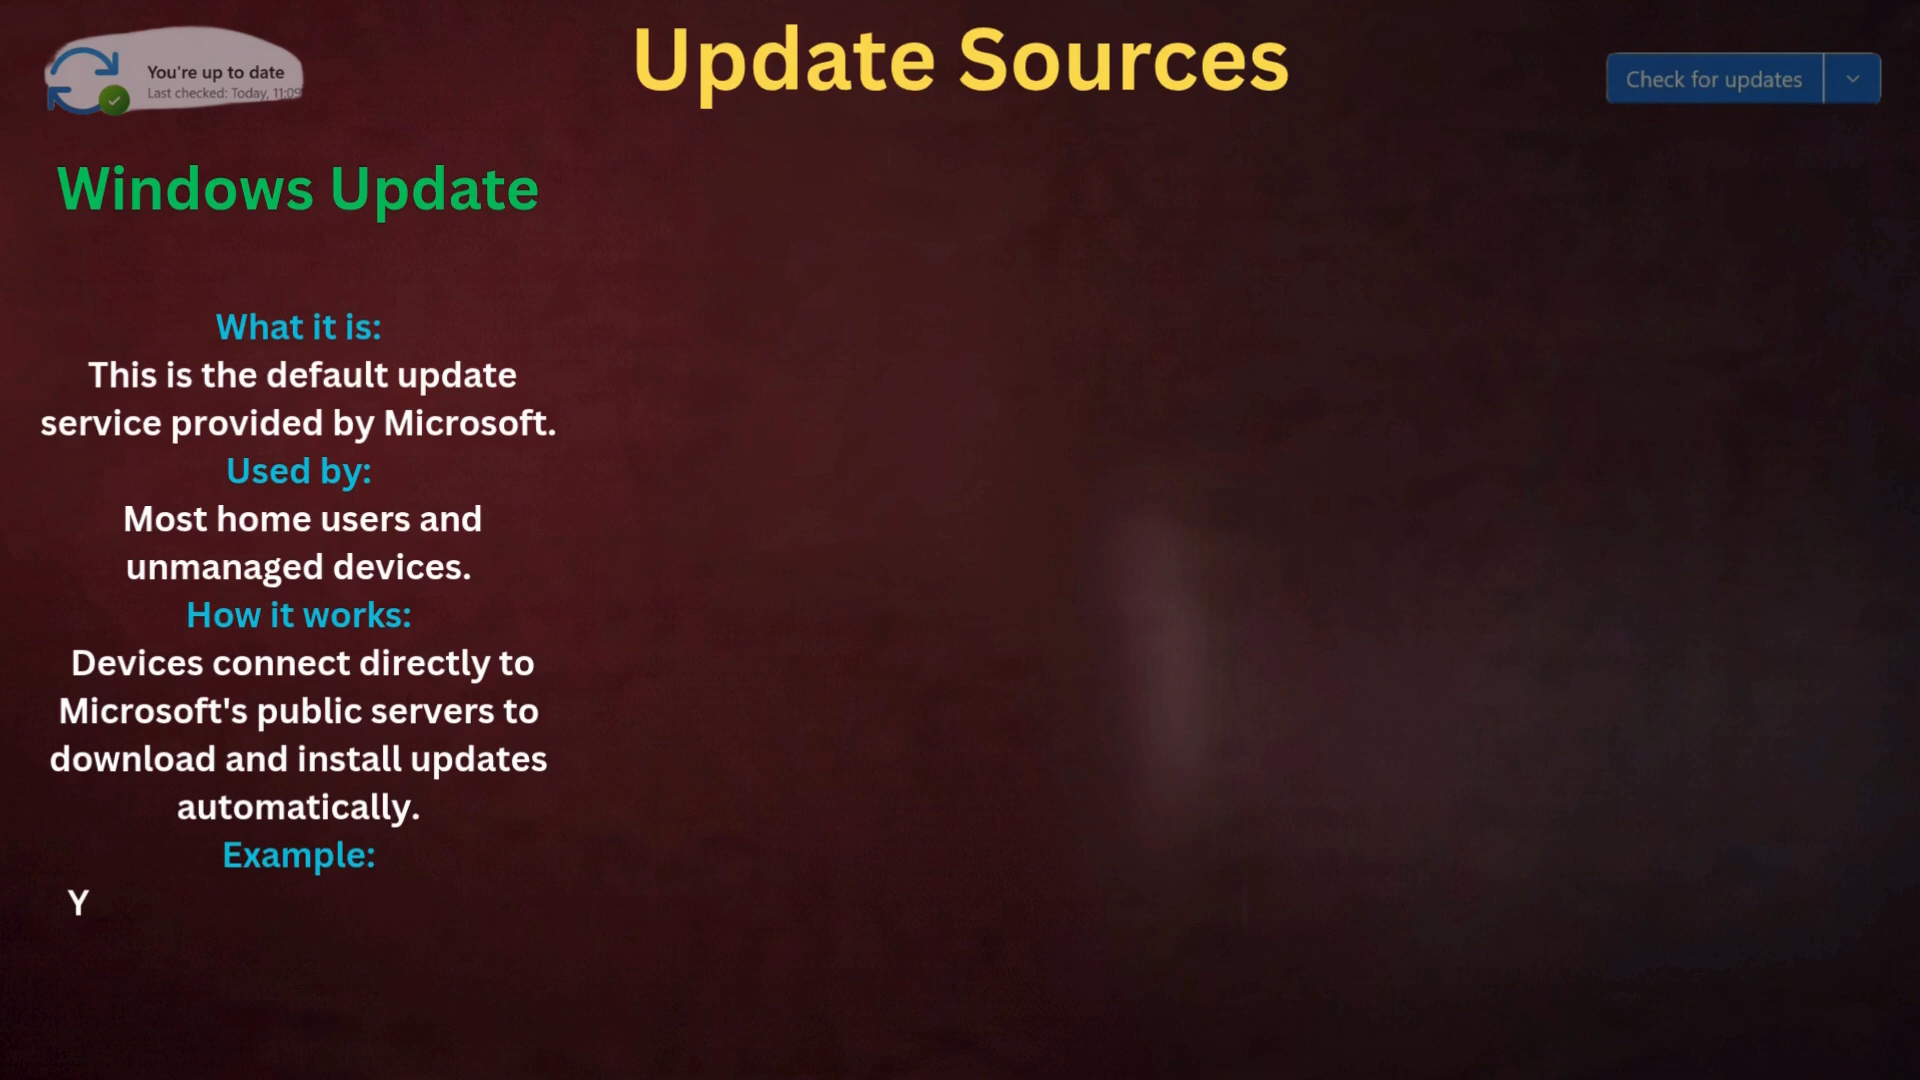 You're up to date
Last checked: Today, 11:09
Update Sources
Check for updates
Windows Update
What it is:
This is the default update
service provided by Microsoft.
Used by:
Most home users and
unmanaged devices.
How it works:
Devices connect directly to
Microsoft's public servers to
download and install updates
automatically.
Example:
Y